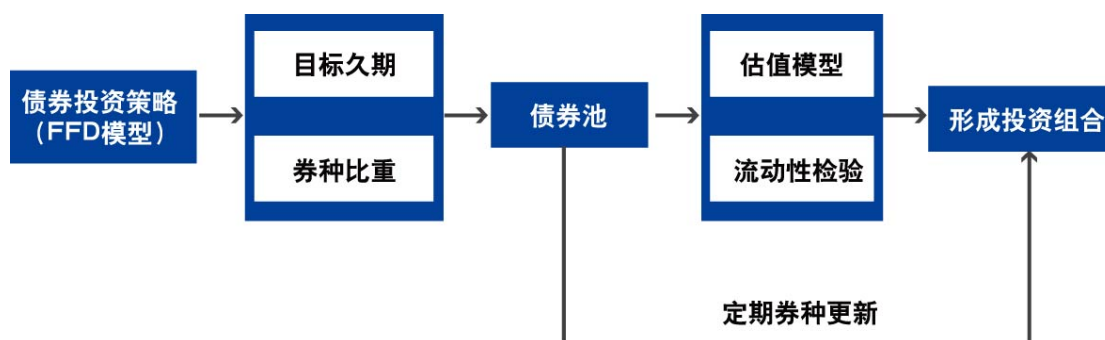 债券投资策略
（FFD模型）
目标久期
券种比重
债券池
估值模型
流动性检验
形成投资组合
定期券种更新